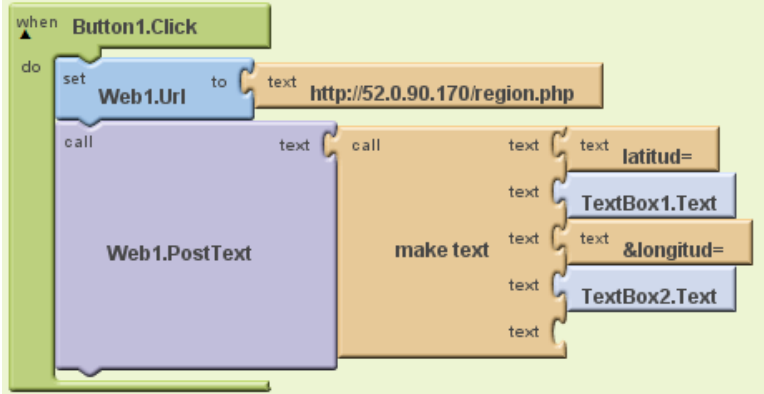 when Button1.Click
do
set Web1.Url to text http://52.0.90.170/region.php
call Web1.PostText text call make text text text latitud=
text TextBox1.Text
text text &longitud=
text TextBox2.Text
text